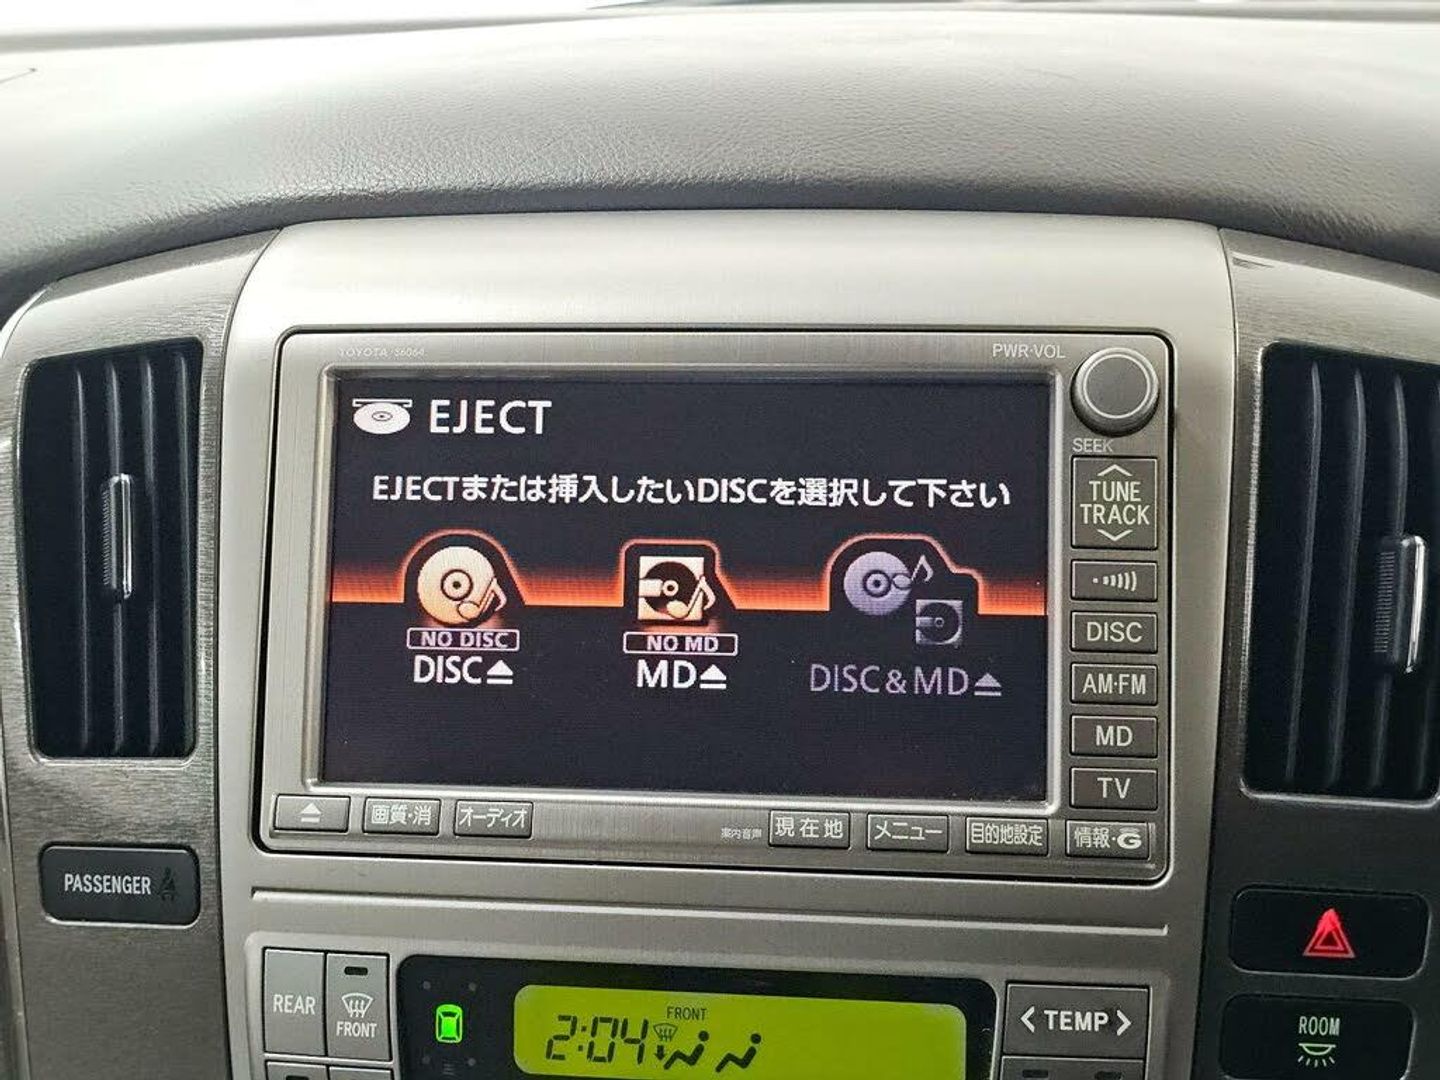 TOYOTA S6064
PWR·VOL
EJECT
EJECTまたは挿入したいDISCを選択して下さい
NO DISC
DISC
NO MD
MD
DISC&MD
SEEK
TUNE
TRACK
DISC
AM·FM
MD
TV
画質·消
オーディオ
案内音声
現在地
メニュー
目的地設定
情報·G
PASSENGER
REAR
FRONT
FRONT
2:04
< TEMP >
ROOM